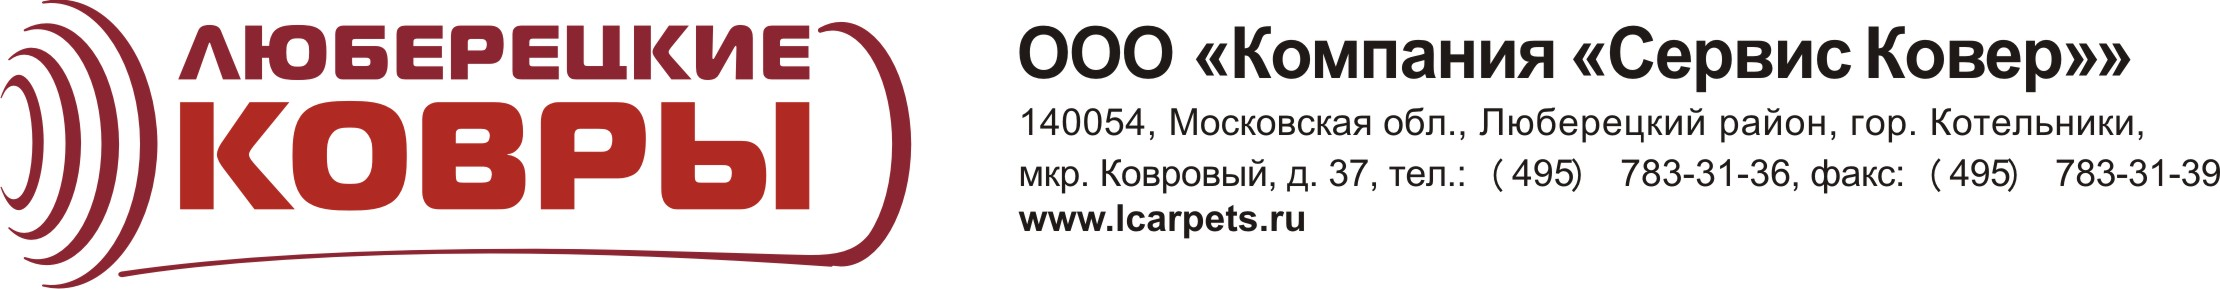 ЛЮБЕРЕЦКИЕ
КОВРЫ
ООО «Компания «Сервис Ковер»»
140054, Московская обл., Люберецкий район, гор. Котельники,
мкр. Ковровый, д. 37, тел.: (495) 783-31-36, факс: (495) 783-31-39
www.lcarpets.ru